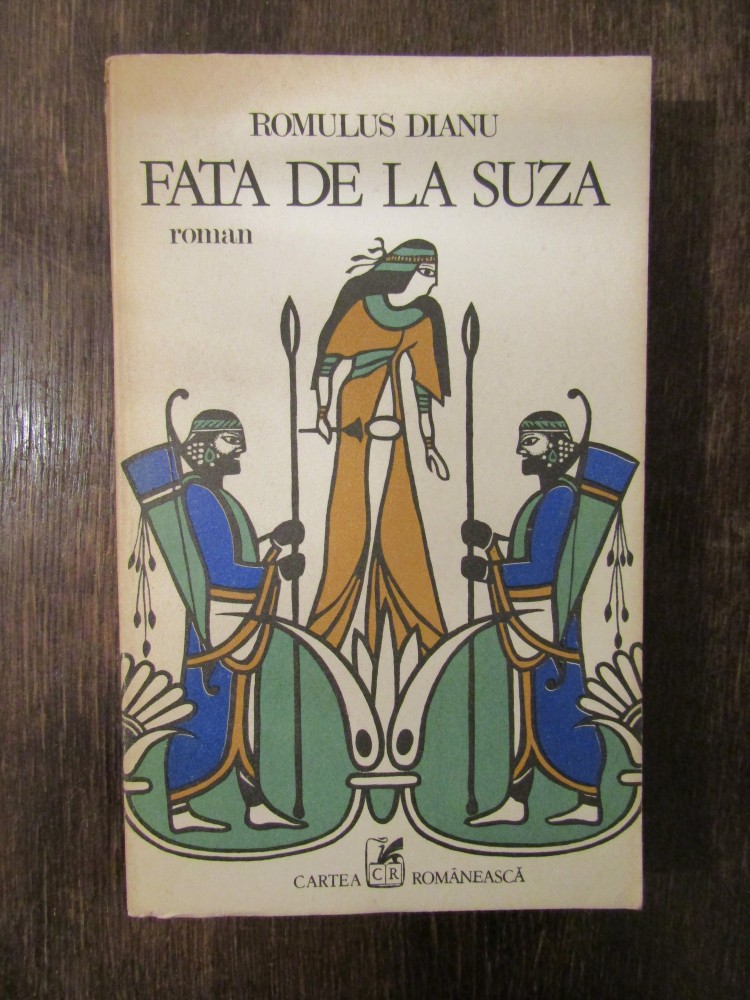 ROMULUS DIANU
FATA DE LA SUZA
roman
CARTEA CR ROMÂNEASCĂ